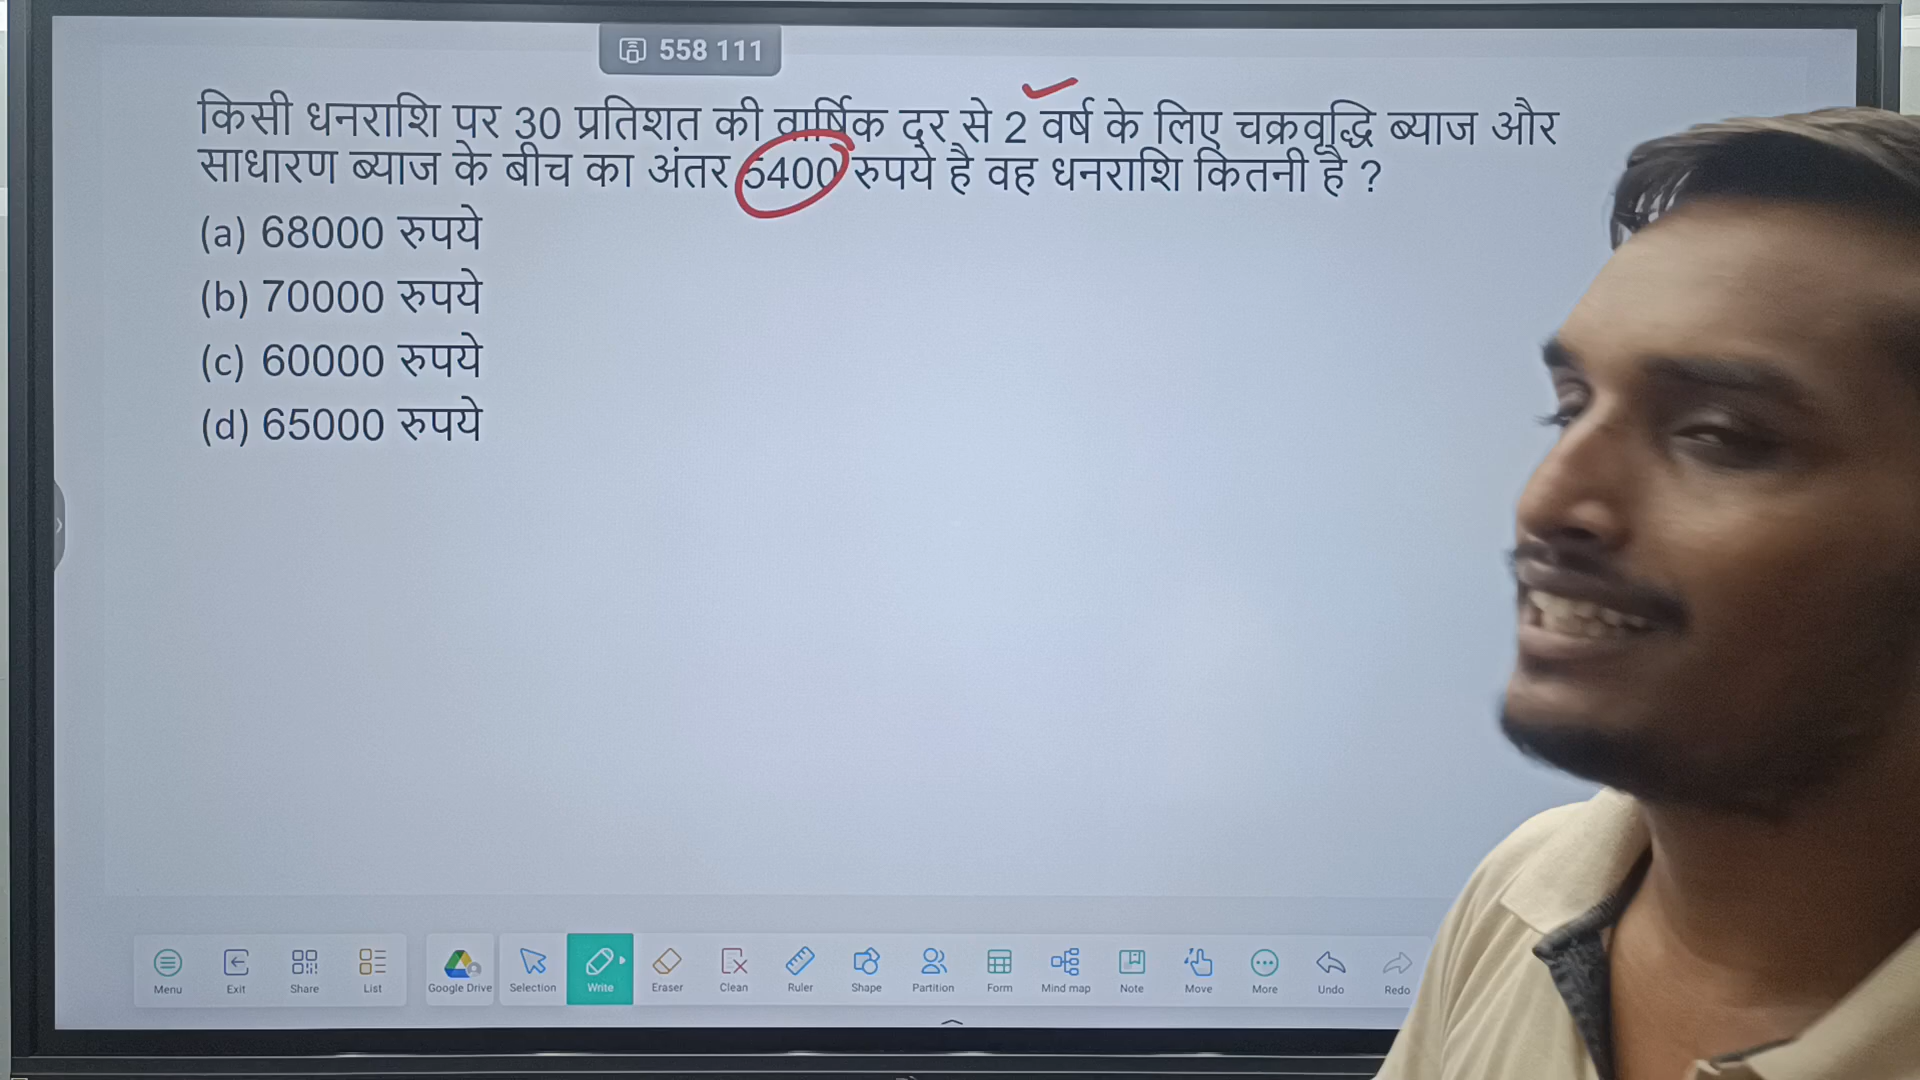 558 111
किसी धनराशि पर 30 प्रतिशत की वार्षिक दर से 2 वर्ष के लिए चक्रवृद्धि ब्याज और
साधारण ब्याज के बीच का अंतर 5400 रुपये है वह धनराशि कितनी है ?
(a) 68000 रुपये
(b) 70000 रुपये
(c) 60000 रुपये
(d) 65000 रुपये
Menu Exit Share List Google Drive Selection Write Eraser Clean Ruler Shape Partition Form Mind map Note Move More Undo Redo